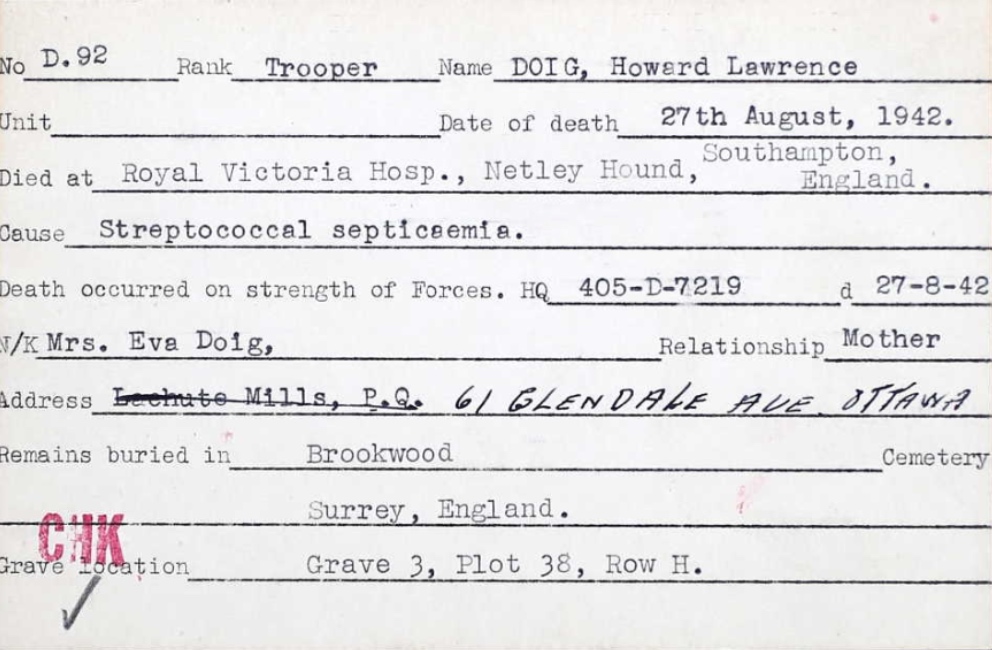 No D.92 Rank Trooper Name DOIG, Howard Lawrence
Unit Date of death 27th August, 1942.
Died at Royal Victoria Hosp., Netley Hound, Southampton, England.
Cause Streptococcal septicaemia.
Death occurred on strength of Forces. HQ 405-D-7219 d 27-8-42
N/K Mrs. Eva Doig, Relationship Mother
Address Lachute Mills, P.Q. 61 GLENDALE AVE. OTTAWA
Remains buried in Brookwood Cemetery
Surrey, England.
CHK
Grave location Grave 3, Plot 38, Row H.